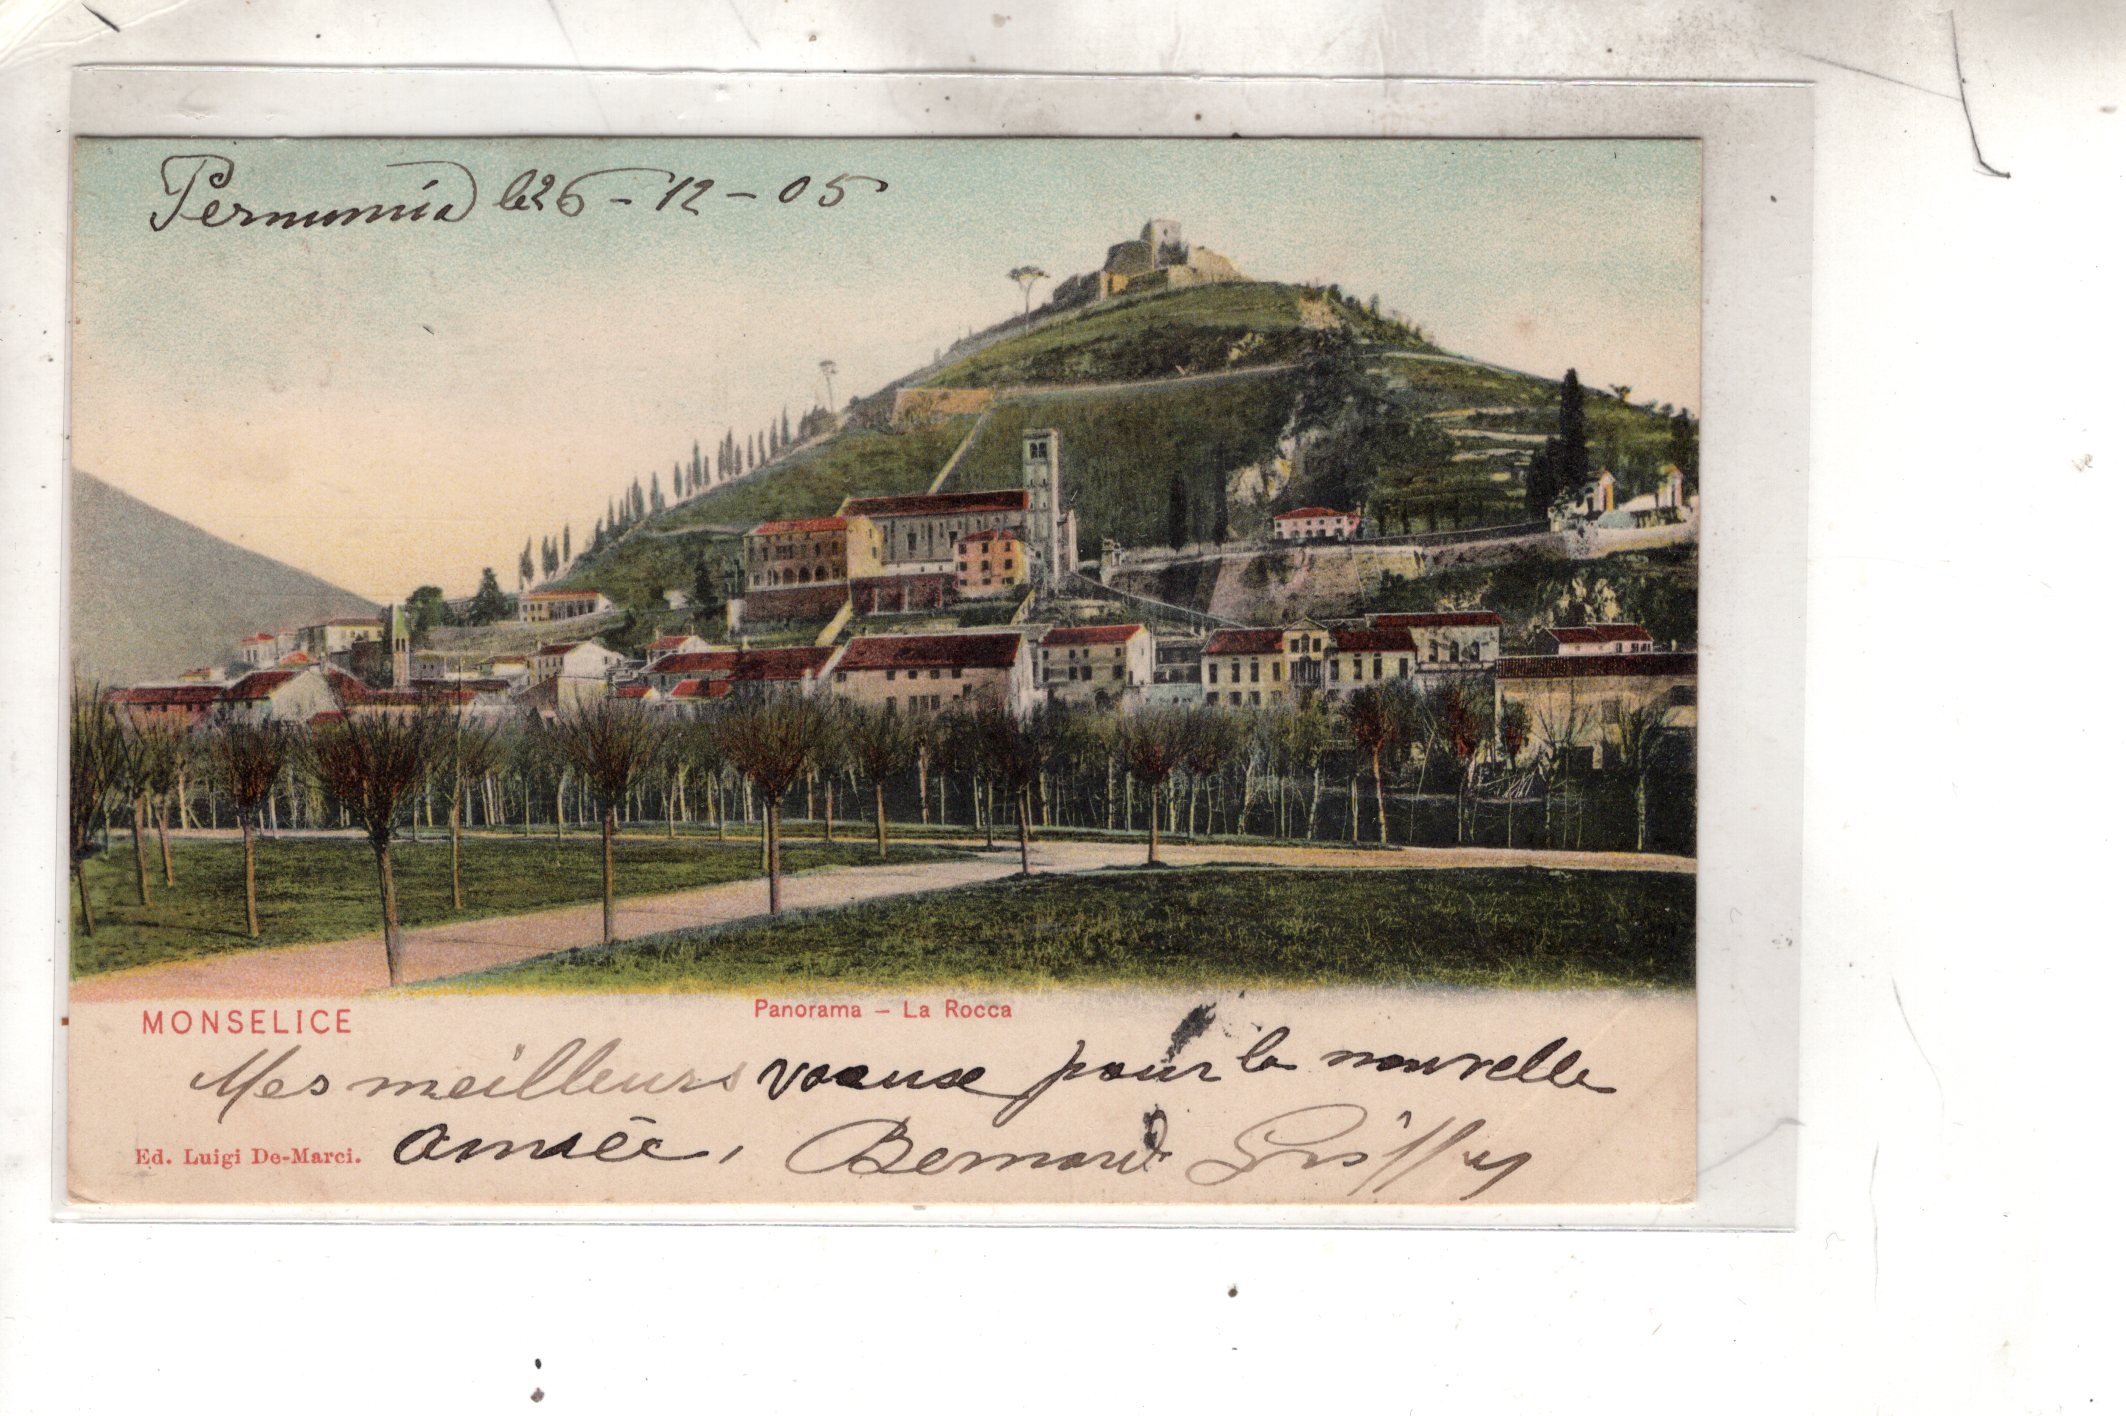 Pernumia le 26 - 12 - 05
MONSELICE
Panorama – La Rocca
Mes meilleurs voeux pour la nouvelle
Ed. Luigi De-Marci.
année, Bernard